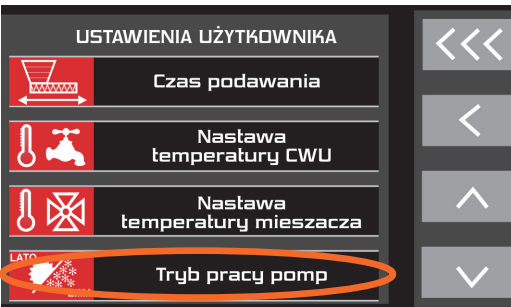 USTAWIENIA UŻYTKOWNIKA
Czas podawania
Nastawa
temperatury CWU
Nastawa
temperatury mieszacza
LATO
Tryb pracy pomp